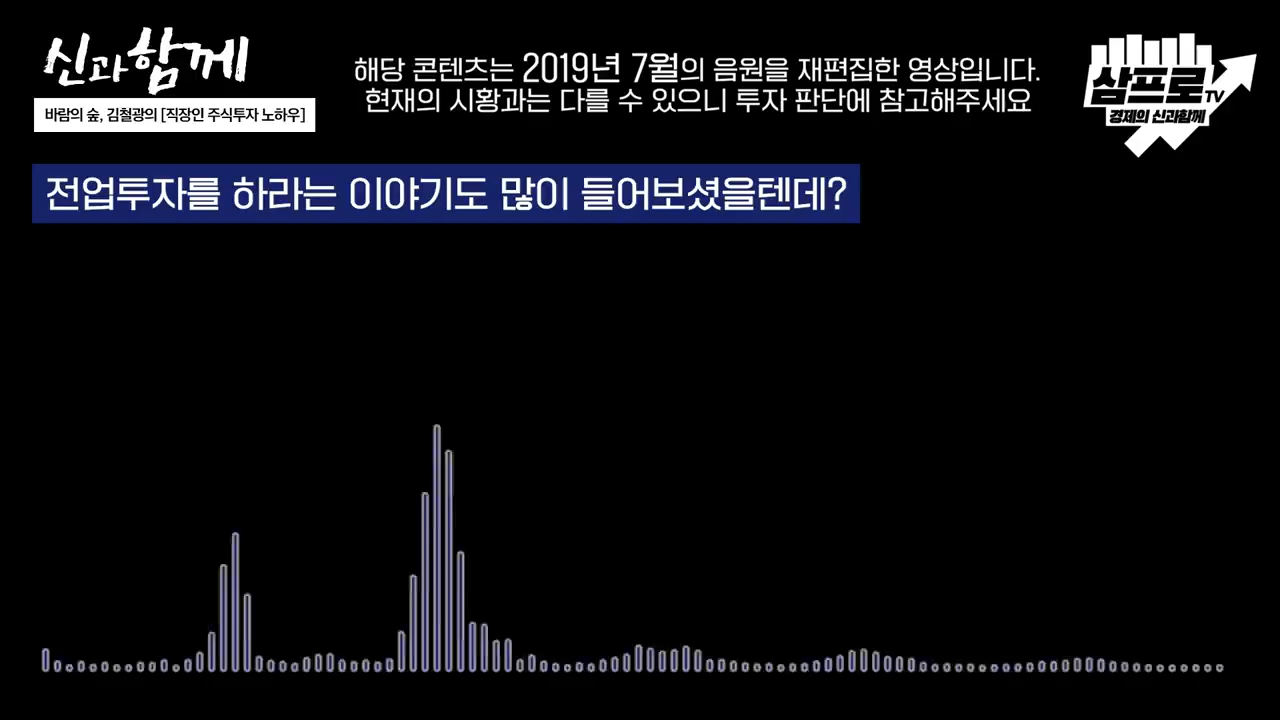 신과함께
바람의 숲, 김철광의 [직장인 주식투자 노하우]
해당 콘텐츠는 2019년 7월의 음원을 재편집한 영상입니다.
현재의 시황과는 다를 수 있으니 투자 판단에 참고해주세요
삼프로TV
경제의 신과함께
전업투자를 하라는 이야기도 많이 들어보셨을텐데?